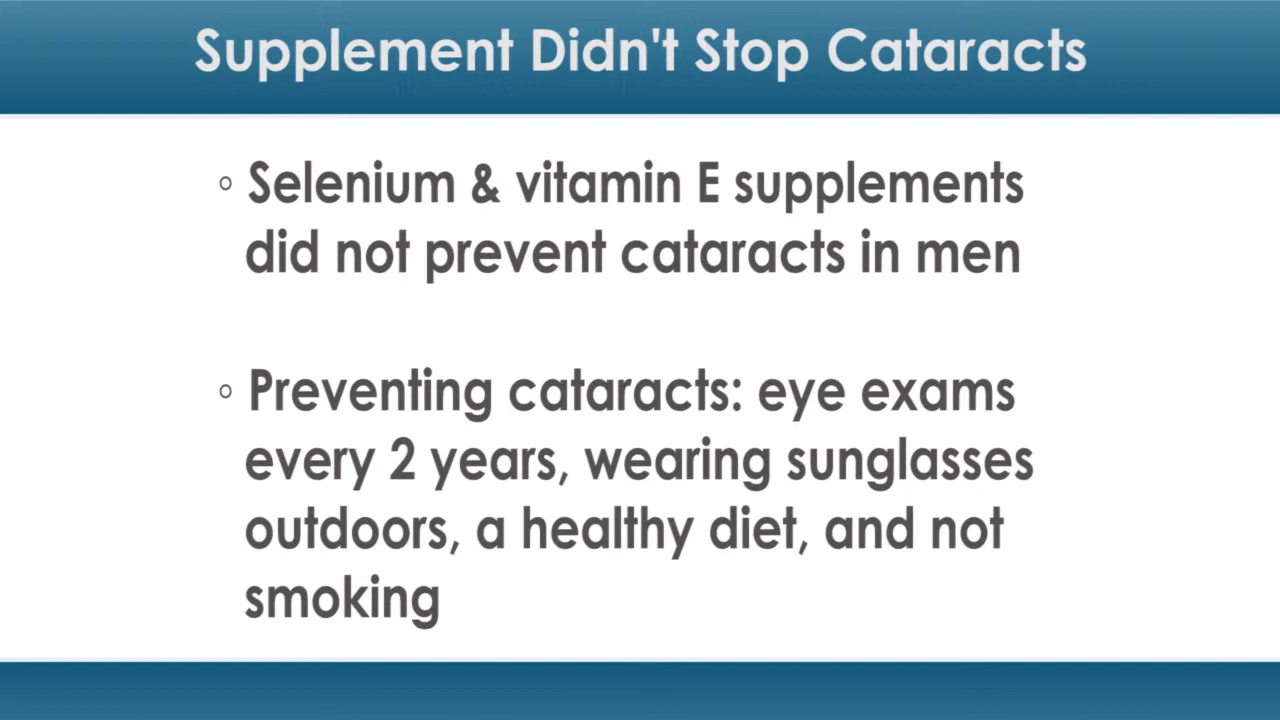 Supplement Didn't Stop Cataracts
◦ Selenium & vitamin E supplements
did not prevent cataracts in men
◦ Preventing cataracts: eye exams
every 2 years, wearing sunglasses
outdoors, a healthy diet, and not
smoking